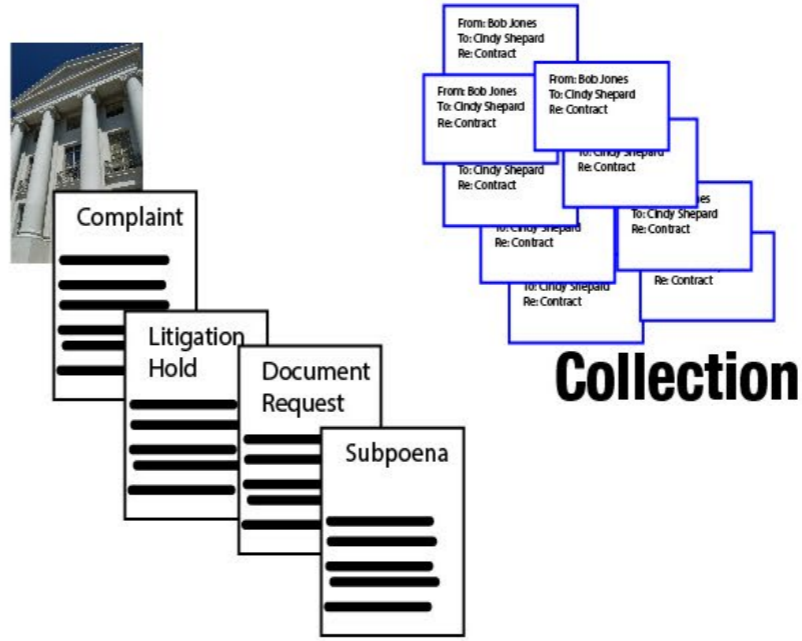 From: Bob Jones
To: Cindy Shepard
Re: Contract
From: Bob Jones
To: Cindy Shepard
Re: Contract
From: Bob Jones
To: Cindy Shepard
Re: Contract
To: Cindy Shepard
Re: Contract
To: Cindy Shepard
Re: Contract
To: Cindy Shepard
Re: Contract
To: Cindy Shepard
Re: Contract
Re: Contract
To: Cindy Shepard
Re: Contract
Collection
Complaint
Litigation
Hold
Document
Request
Subpoena